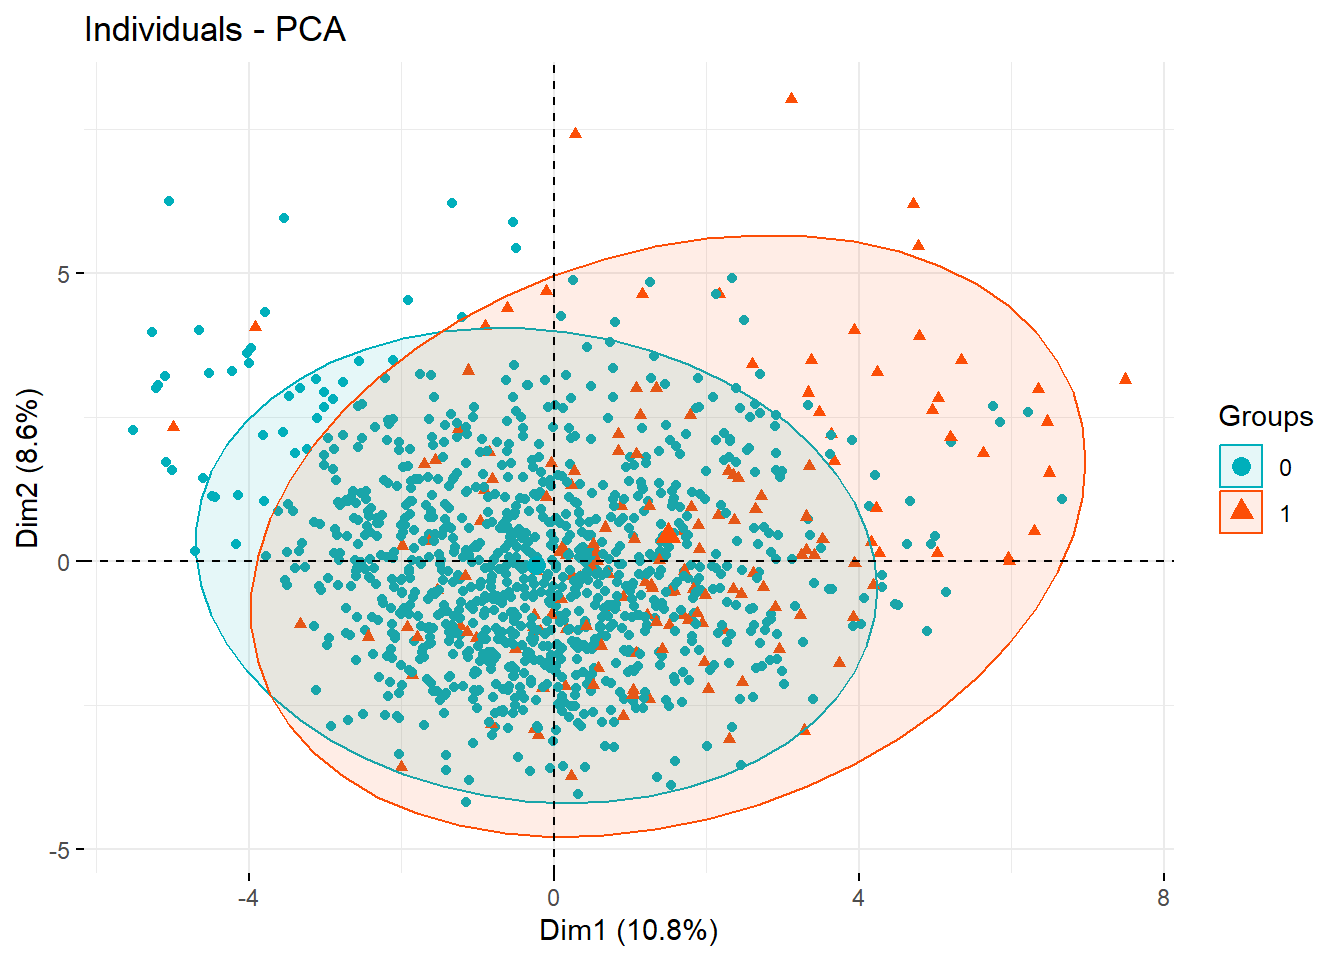 Individuals - PCA
5
0
-5
-4
0
4
8
Dim1 (10.8%)
Dim2 (8.6%)
Groups
0
1